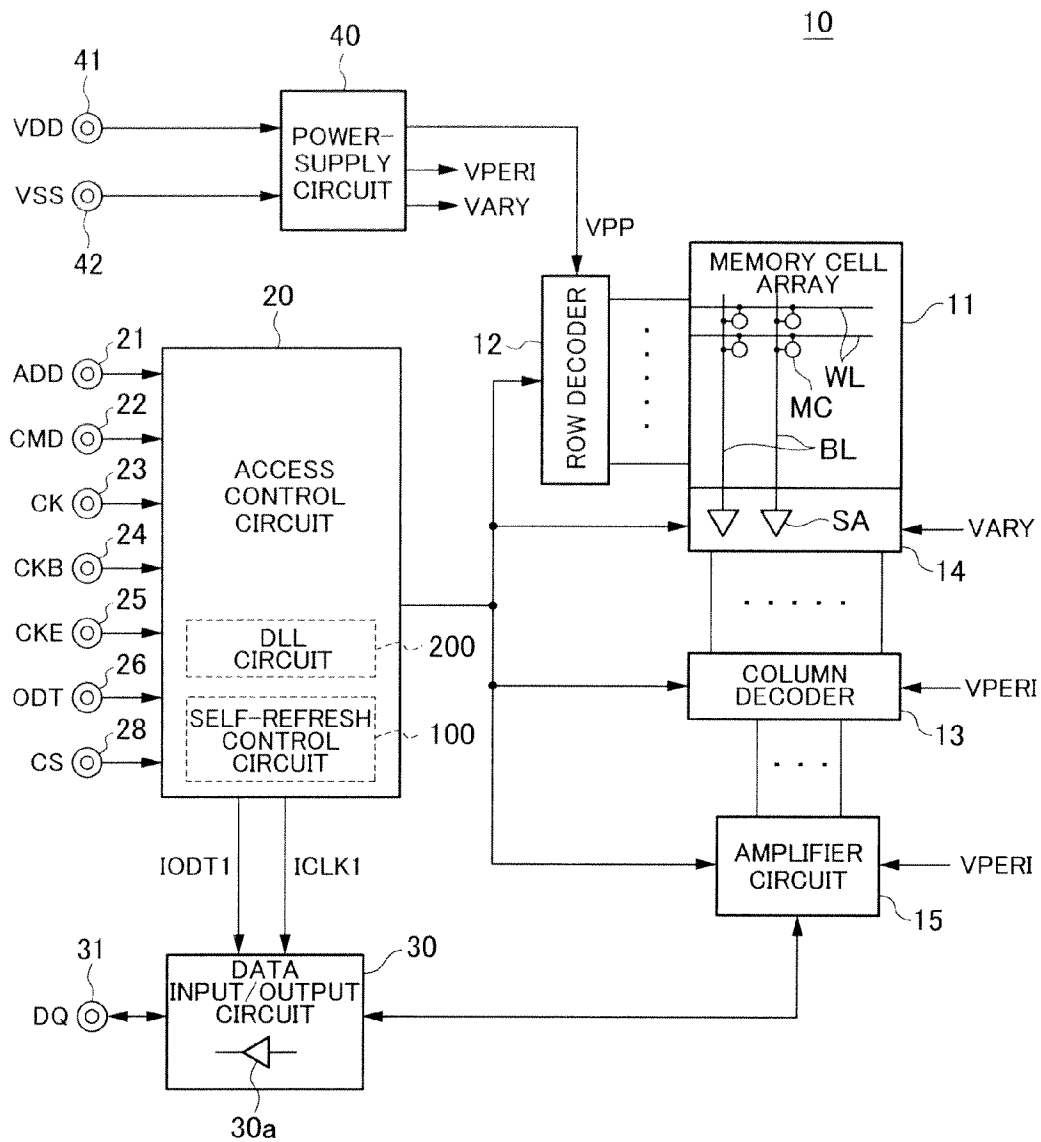 10
40
41
VDD
POWER-
SUPPLY
CIRCUIT
VPERI
VSS
VARY
42
VPP
MEMORY CELL
ARRAY
11
20
ROW DECODER
12
21
ADD
WL
22
MC
CMD
BL
23
CK
ACCESS
CONTROL
CIRCUIT
SA
VARY
24
14
CKB
25
CKE
DLL
CIRCUIT
200
26
COLUMN
DECODER
VPERI
ODT
SELF-REFRESH
CONTROL
CIRCUIT
100
13
28
CS
IODT1
ICLK1
AMPLIFIER
CIRCUIT
VPERI
15
31
30
DATA
INPUT/OUTPUT
CIRCUIT
DQ
30a